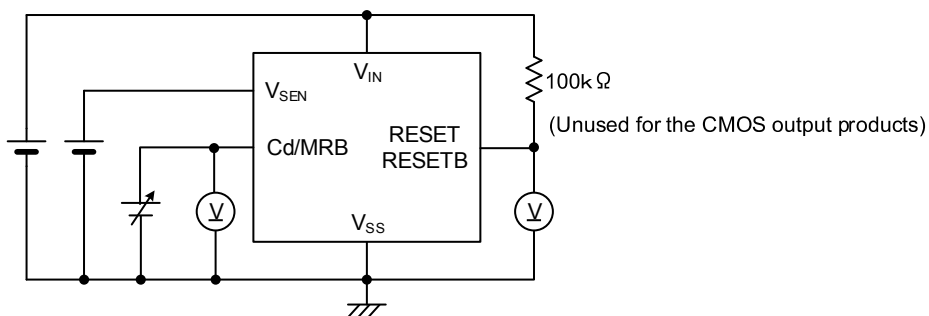 V_IN
V_SEN
100kΩ
(Unused for the CMOS output products)
Cd/MRB
RESET
RESETB
V
V
V_SS